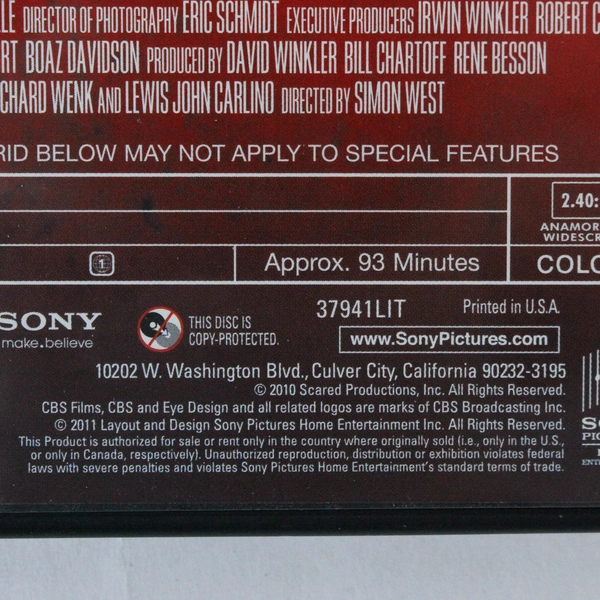 DIRECTOR OF PHOTOGRAPHY ERIC SCHMIDT EXECUTIVE PRODUCERS IRWIN WINKLER ROBERT
BOAZ DAVIDSON PRODUCED BY DAVID WINKLER BILL CHARTOFF RENE BESSON
WENK AND LEWIS JOHN CARLINO DIRECTED BY SIMON WEST
BELOW MAY NOT APPLY TO SPECIAL FEATURES
2.40:
ANAMOR
WIDESCR
1
Approx. 93 Minutes
COLO
SONY
make.believe
THIS DISC IS
COPY-PROTECTED.
37941LIT
Printed in U.S.A.
www.SonyPictures.com
10202 W. Washington Blvd., Culver City, California 90232-3195
© 2010 Scared Productions, Inc. All Rights Reserved.
CBS Films, CBS and Eye Design and all related logos are marks of CBS Broadcasting Inc.
© 2011 Layout and Design Sony Pictures Home Entertainment Inc. All Rights Reserved.
This Product is authorized for sale or rent only in the country where originally sold (i.e., only in the U.S.,
or only in Canada, respectively). Unauthorized reproduction, distribution or exhibition violates federal
laws with severe penalties and violates Sony Pictures Home Entertainment's standard terms of trade.